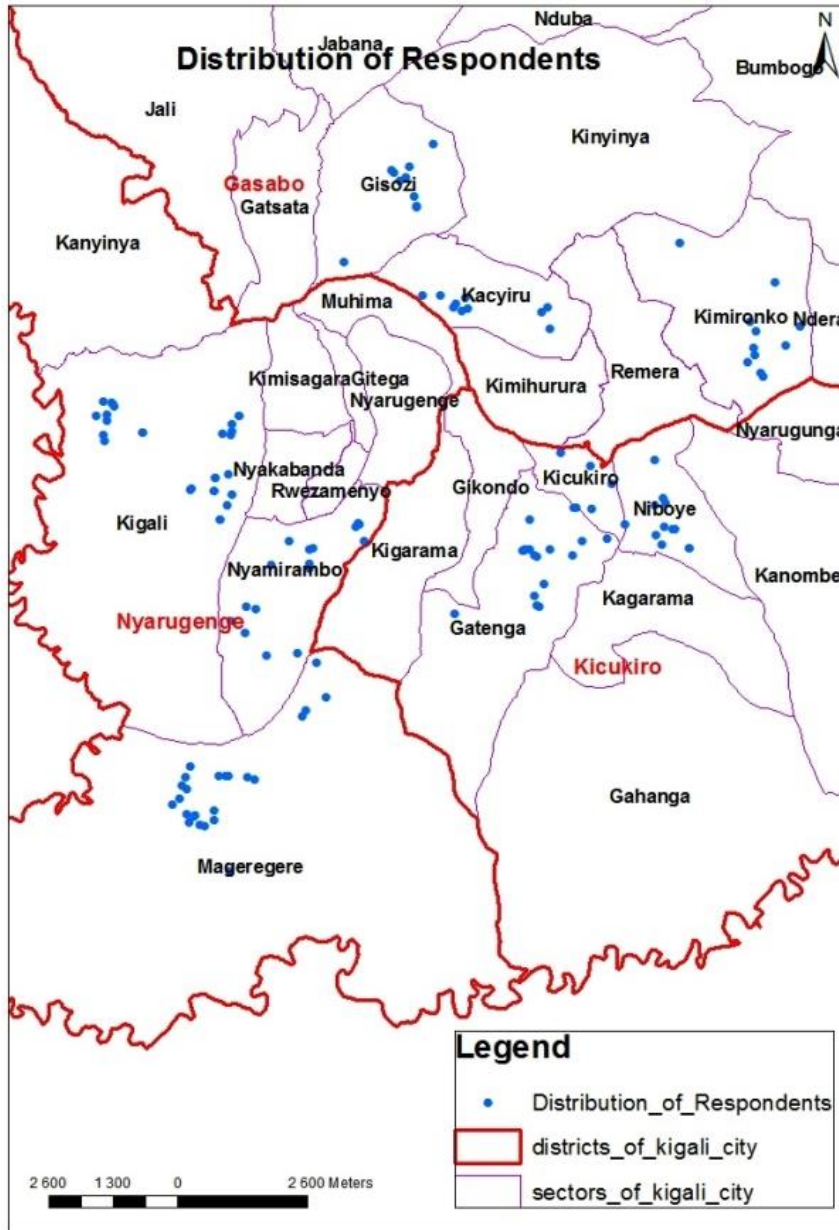 Nduba
N
Jabana
Distribution of Respondents
Bumbogo
Jali
Kinyinya
Gasabo
Gisozi
Gatsata
Kanyinya
Muhima
Kacyiru
Kimironko
Ndera
Kimisagara
Gitega
Kimihurura
Remera
Nyarugenge
Nyarugunga
Nyakabanda
Gikondo
Kicukiro
Rwezamenyo
Niboye
Kigali
Kigarama
Nyamirambo
Kanombe
Kagarama
Nyarugenge
Gatenga
Kicukiro
Gahanga
Mageregere
Legend
Distribution_of_Respondents
districts_of_kigali_city
sectors_of_kigali_city
2 600 1 300 0 2 600 Meters